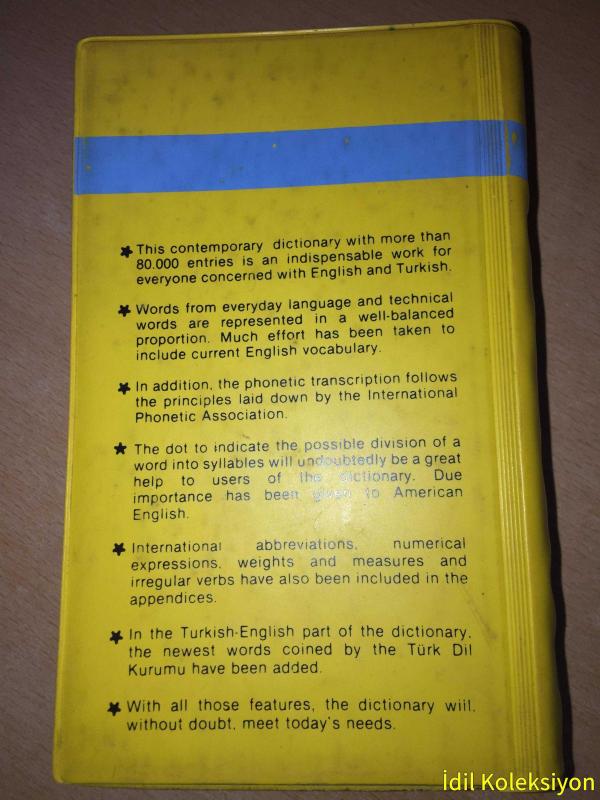 ★ This contemporary dictionary with more than
80.000 entries is an indispensable work for
everyone concerned with English and Turkish.
★ Words from everyday language and technical
words are represented in a well-balanced
proportion. Much effort has been taken to
include current English vocabulary.
★ In addition, the phonetic transcription follows
the principles laid down by the International
Phonetic Association.
★ The dot to indicate the possible division of a
word into syllables will undoubtedly be a great
help to users of the dictionary. Due
importance has been given to American
English.
★ International abbreviations, numerical
expressions, weights and measures and
irregular verbs have also been included in the
appendices.
★ In the Turkish-English part of the dictionary,
the newest words coined by the Türk Dil
Kurumu have been added.
★ With all those features, the dictionary wiil,
without doubt, meet today's needs.
İdil Koleksiyon